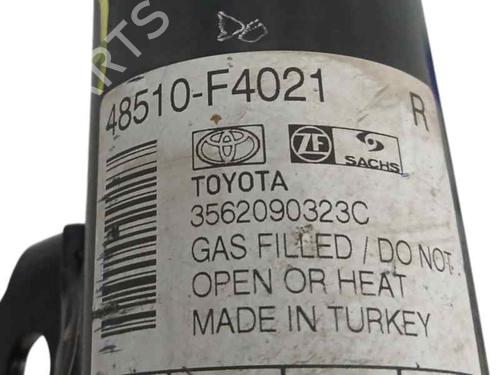 48510-F4021 R
ZF SACHS
TOYOTA
3562090323C
GAS FILLED / DO NOT
OPEN OR HEAT
MADE IN TURKEY